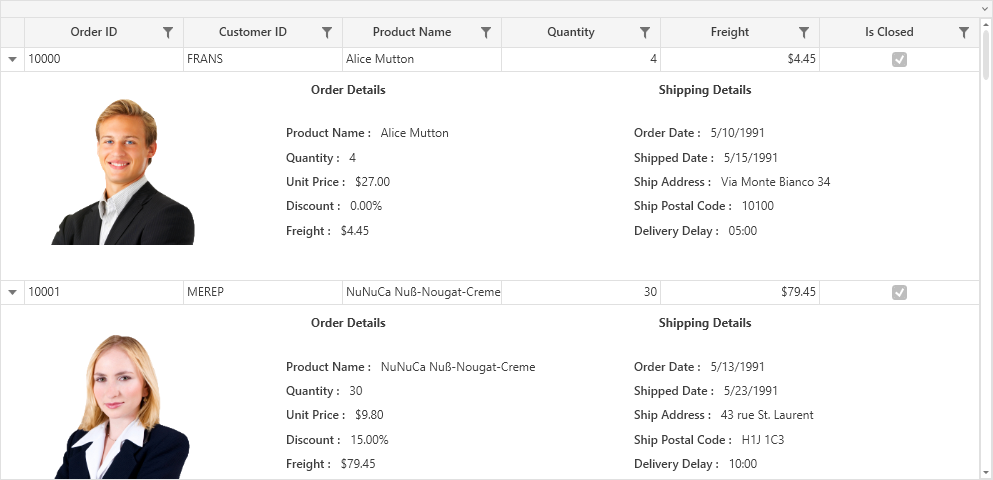 Order ID Customer ID Product Name Quantity Freight Is Closed
10000 FRANS Alice Mutton 4 $4.45
Order Details Shipping Details
Product Name : Alice Mutton Order Date : 5/10/1991
Quantity : 4 Shipped Date : 5/15/1991
Unit Price : $27.00 Ship Address : Via Monte Bianco 34
Discount : 0.00% Ship Postal Code : 10100
Freight : $4.45 Delivery Delay : 05:00
10001 MEREP NuNuCa Nuß-Nougat-Creme 30 $79.45
Order Details Shipping Details
Product Name : NuNuCa Nuß-Nougat-Creme Order Date : 5/13/1991
Quantity : 30 Shipped Date : 5/23/1991
Unit Price : $9.80 Ship Address : 43 rue St. Laurent
Discount : 15.00% Ship Postal Code : H1J 1C3
Freight : $79.45 Delivery Delay : 10:00